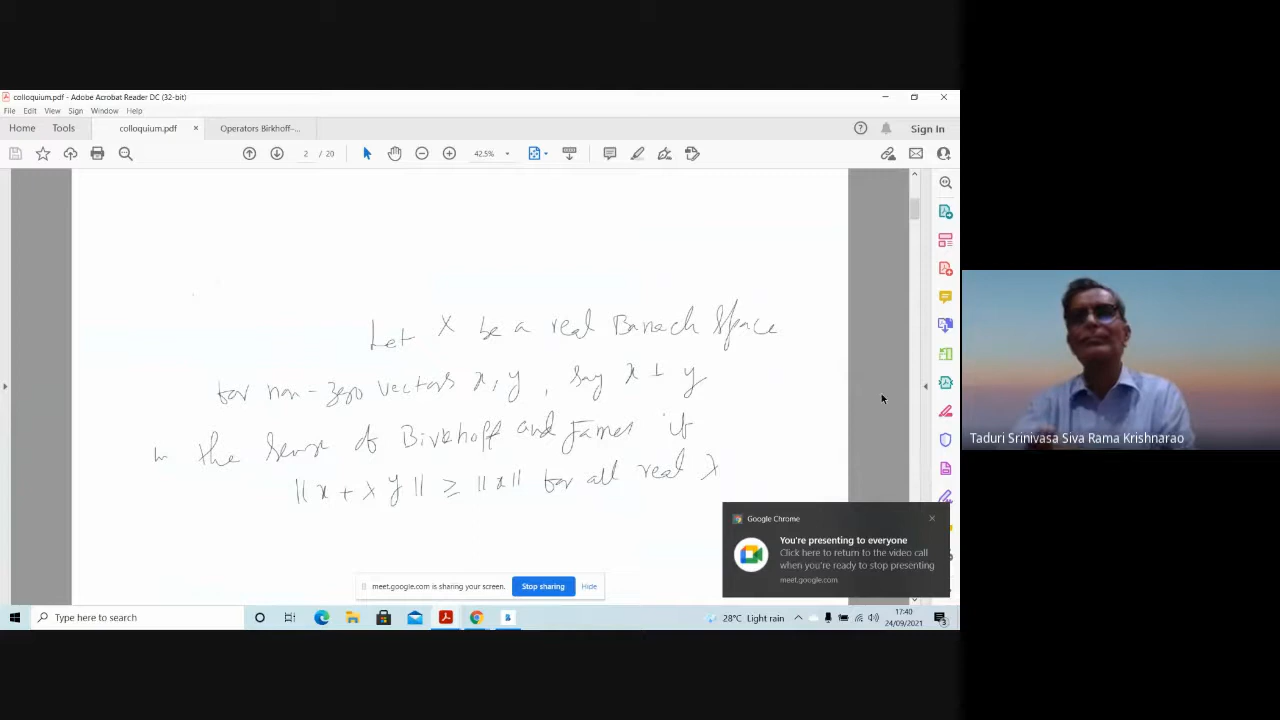 colloquium.pdf - Adobe Acrobat Reader DC (32-bit)
File Edit View Sign Window Help
Home Tools colloquium.pdf × Operators Birkhoff-... Sign In
2 / 20 42.5%
Let X be a real Banach Space
for non-zero vectors x, y, say x ⊥ y
in the sense of Birkhoff and James if
||x + λ y|| ≥ ||x|| for all real λ
Taduri Srinivasa Siva Rama Krishnarao
Google Chrome
You're presenting to everyone
Click here to return to the video call
when you're ready to stop presenting
meet.google.com
meet.google.com is sharing your screen. Stop sharing Hide
Type here to search
28°C Light rain
17:40
24/09/2021